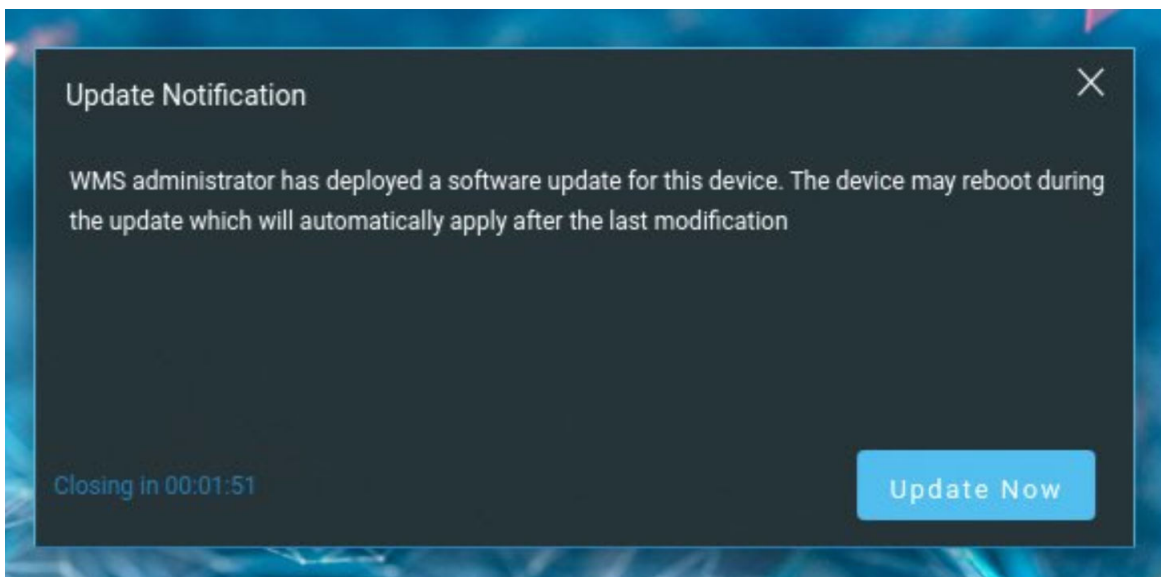 Update Notification
WMS administrator has deployed a software update for this device. The device may reboot during
the update which will automatically apply after the last modification
Closing in 00:01:51
Update Now